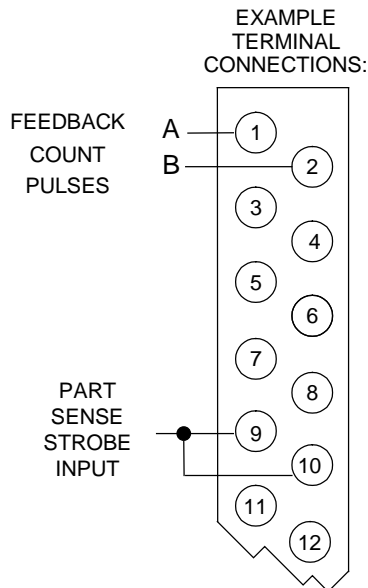 EXAMPLE
TERMINAL
CONNECTIONS:
FEEDBACK
COUNT
PULSES
A
B
1
2
3
4
5
6
7
8
PART
SENSE
STROBE
INPUT
9
10
11
12